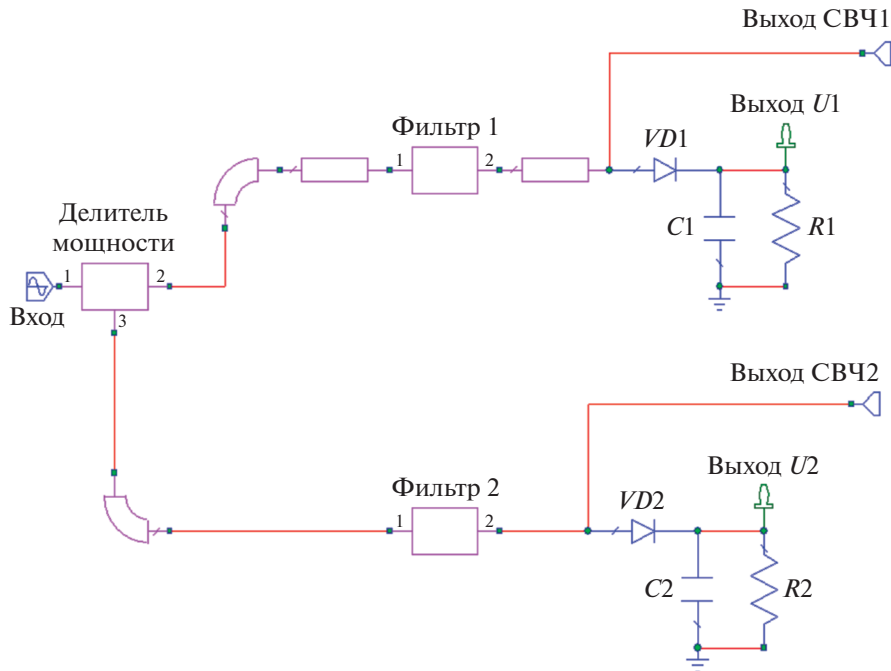 Выход СВЧ1
Выход U1
Фильтр 1
VD1
1
2
C1
R1
Делитель
мощности
1
2
3
Вход
Выход СВЧ2
Выход U2
Фильтр 2
VD2
1
2
C2
R2